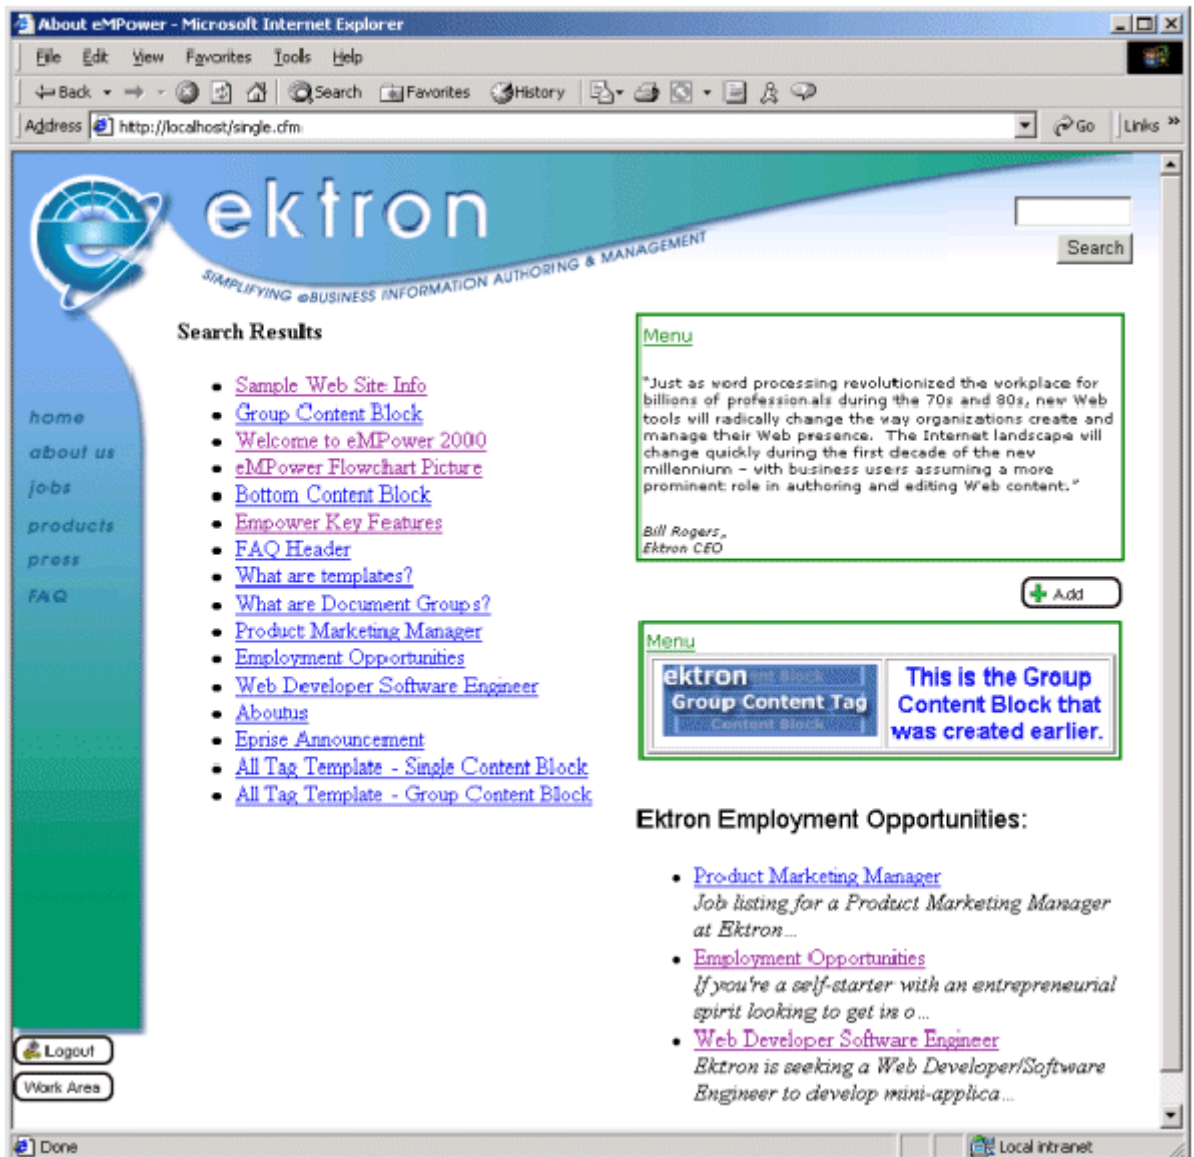 About eMPower - Microsoft Internet Explorer
File Edit View Favorites Tools Help
Back Search Favorites History
Address http://localhost/single.cfm Go Links »
ektron
SIMPLIFYING eBUSINESS INFORMATION AUTHORING & MANAGEMENT
Search
home
about us
jobs
products
press
FAQ
Search Results
Sample Web Site Info
Group Content Block
Welcome to eMPower 2000
eMPower Flowchart Picture
Bottom Content Block
Empower Key Features
FAQ Header
What are templates?
What are Document Groups?
Product Marketing Manager
Employment Opportunities
Web Developer Software Engineer
Aboutus
Eprise Announcement
All Tag Template - Single Content Block
All Tag Template - Group Content Block
Menu
"Just as word processing revolutionized the workplace for
billions of professionals during the 70s and 80s, new Web
tools will radically change the way organizations create and
manage their Web presence. The Internet landscape will
change quickly during the first decade of the new
millennium – with business users assuming a more
prominent role in authoring and editing Web content."
Bill Rogers,
Ektron CEO
Add
Menu
ektron
Content Block
Group Content Tag
Content Block
This is the Group
Content Block that
was created earlier.
Ektron Employment Opportunities:
Product Marketing Manager
Job listing for a Product Marketing Manager
at Ektron...
Employment Opportunities
If you're a self-starter with an entrepreneurial
spirit looking to get in o...
Web Developer Software Engineer
Ektron is seeking a Web Developer/Software
Engineer to develop mini-applica...
Logout
Work Area
Done
Local intranet